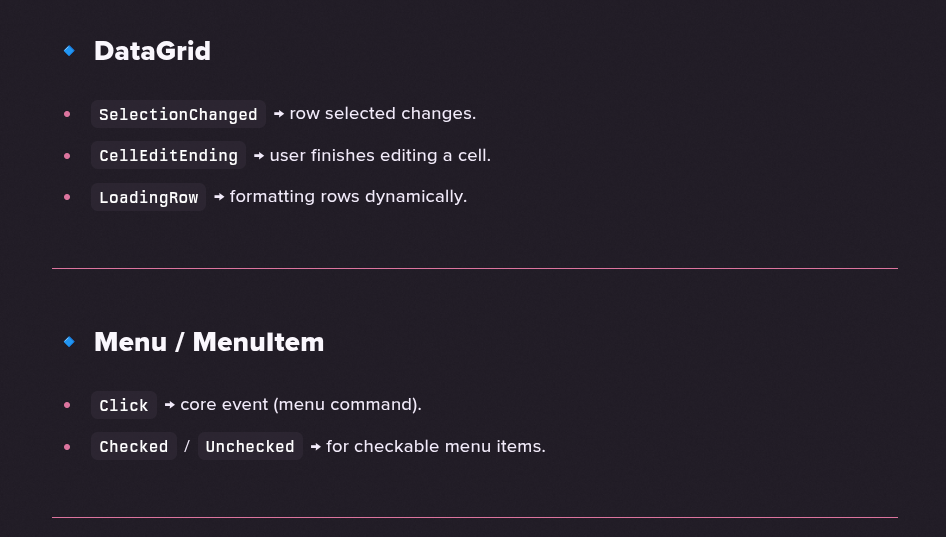 DataGrid
SelectionChanged → row selected changes.
CellEditEnding → user finishes editing a cell.
LoadingRow → formatting rows dynamically.
Menu / MenuItem
Click → core event (menu command).
Checked / Unchecked → for checkable menu items.